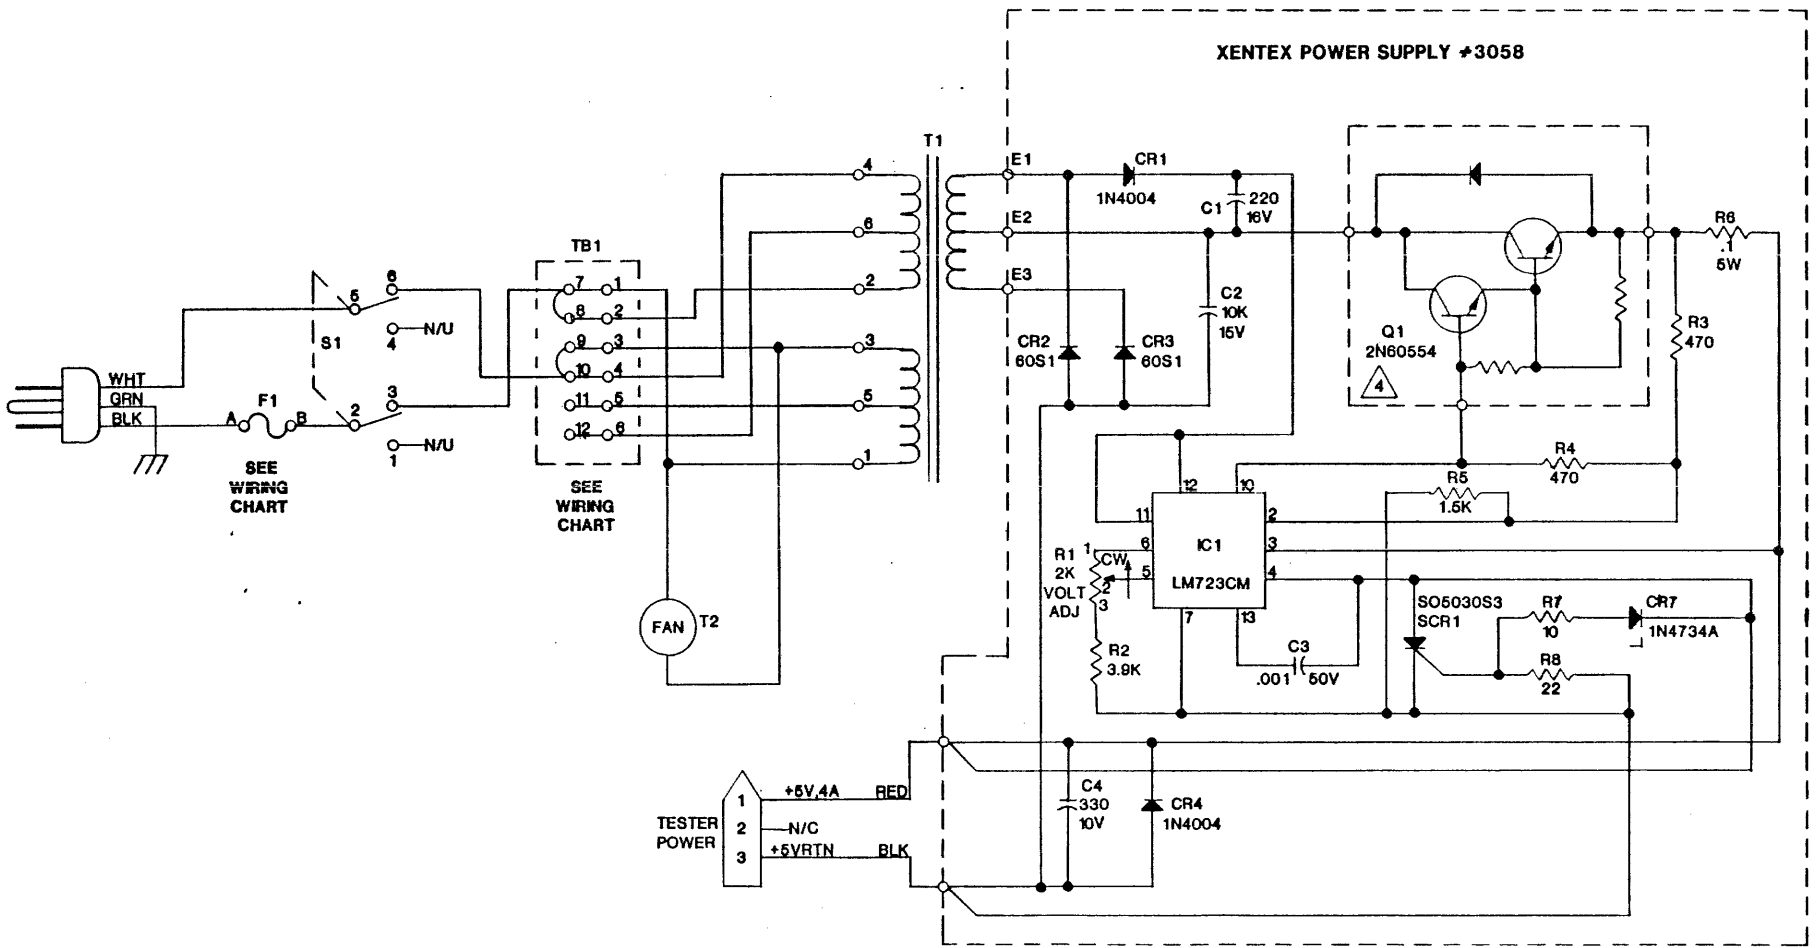 XENTEX POWER SUPPLY #3058
T1
E1
CR1
1N4004
C1
220
16V
E2
E3
R6
.1
5W
4
6
2
3
5
1
TB1
7
1
8
2
9
3
10
4
11
5
12
6
SEE
WIRING
CHART
6
5
N/U
4
S1
3
2
N/U
1
WHT
GRN
BLK
A
F1
B
SEE
WIRING
CHART
C2
10K
15V
CR2
60S1
CR3
60S1
Q1
2N60554
4
R3
470
R4
470
R5
1.5K
12
10
11
2
6
IC1
3
5
LM723CM
4
7
13
R1
2K
VOLT
ADJ
1
CW
2
3
R2
3.9K
C3
.001
50V
SO5030S3
SCR1
R7
10
CR7
1N4734A
R8
22
FAN
T2
TESTER
POWER
1
+5V,4A
RED
2
N/C
3
+5VRTN
BLK
C4
330
10V
CR4
1N4004